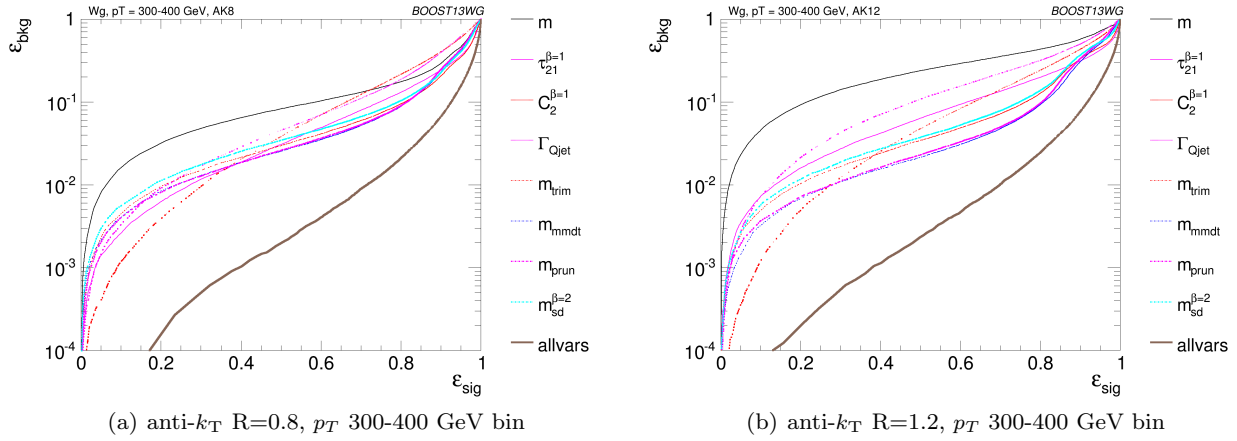 Wg, pT = 300-400 GeV, AK8 BOOST13WG
ε_bkg
1
10⁻¹
10⁻²
10⁻³
10⁻⁴
0 0.2 0.4 0.6 0.8 1
ε_sig
m
τ₂₁^β=1
C₂^β=1
Γ_Qjet
m_trim
m_mmdt
m_prun
m_sd^β=2
allvars
(a) anti-k_T R=0.8, p_T 300-400 GeV bin
Wg, pT = 300-400 GeV, AK12 BOOST13WG
ε_bkg
1
10⁻¹
10⁻²
10⁻³
10⁻⁴
0 0.2 0.4 0.6 0.8 1
ε_sig
m
τ₂₁^β=1
C₂^β=1
Γ_Qjet
m_trim
m_mmdt
m_prun
m_sd^β=2
allvars
(b) anti-k_T R=1.2, p_T 300-400 GeV bin